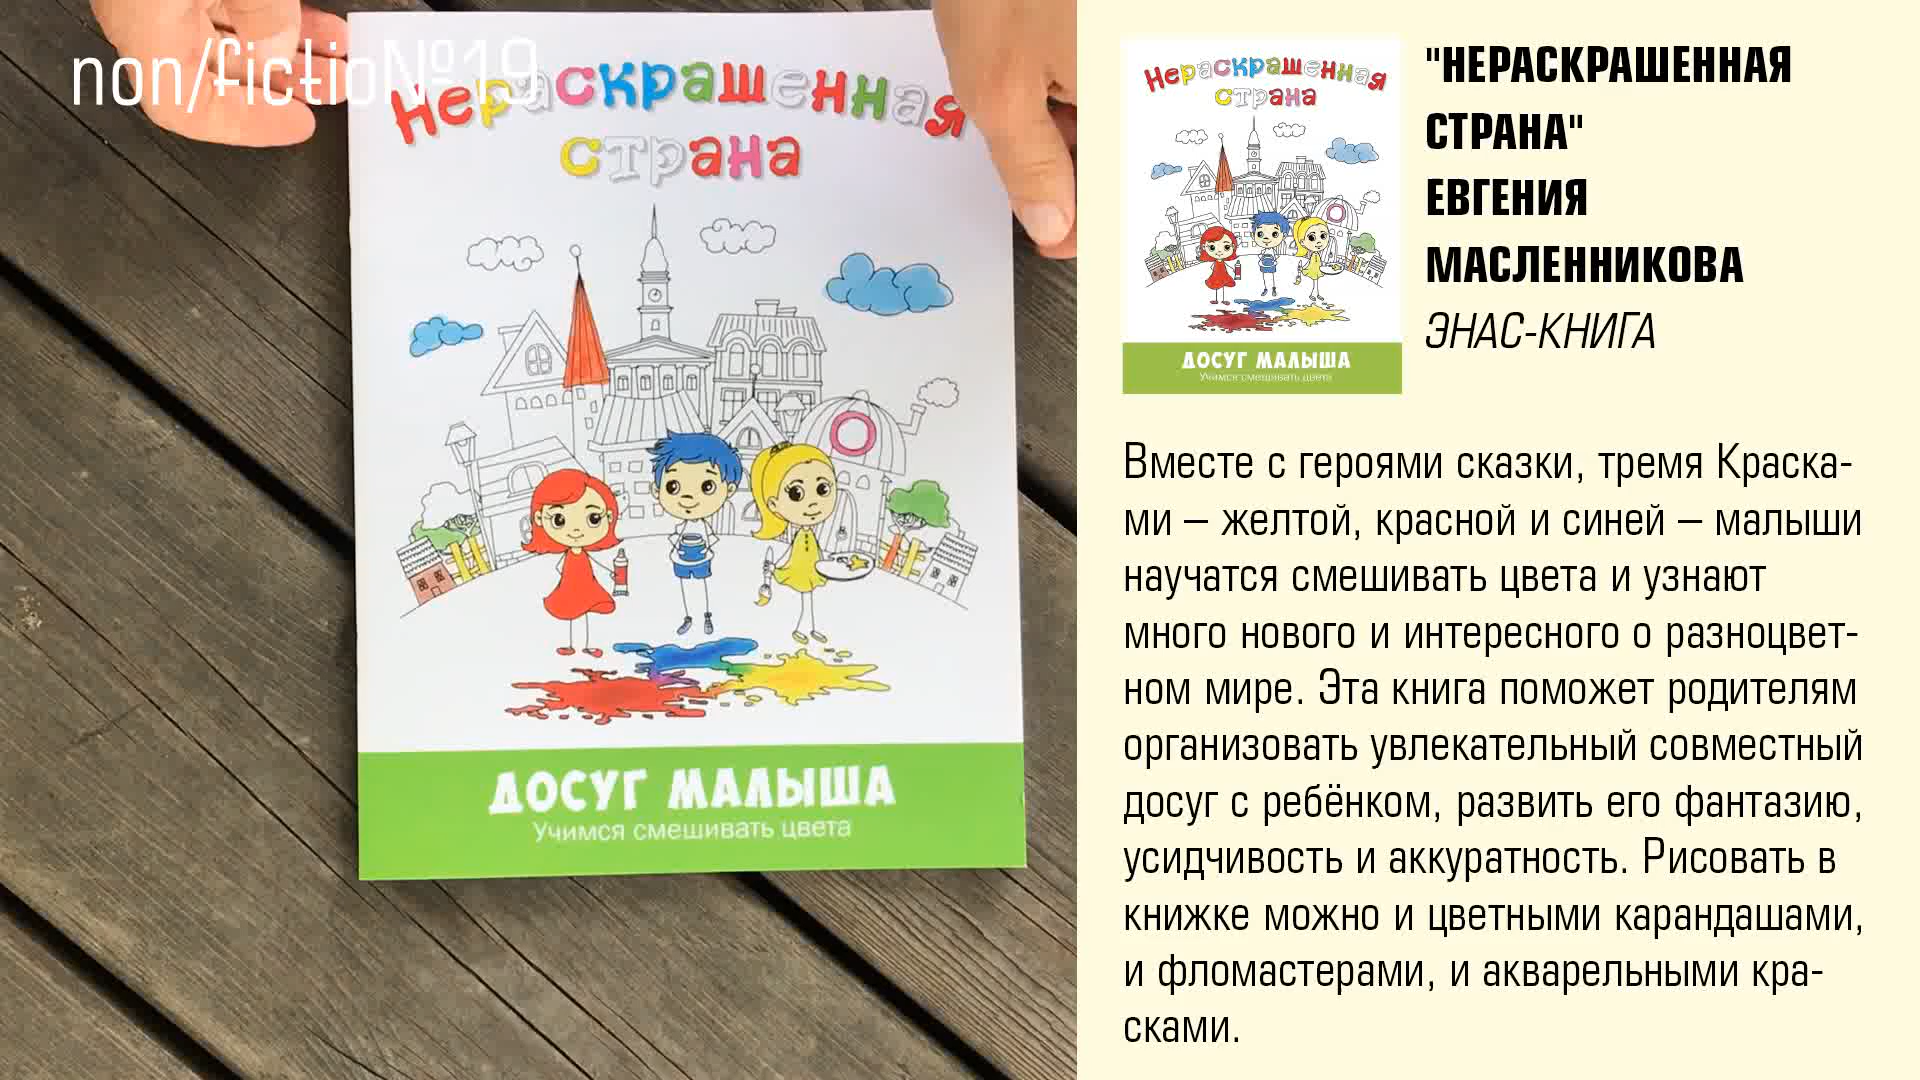 non/fictio№19
Нераскрашенная
страна
ДОСУГ МАЛЫША
Учимся смешивать цвета
Нераскрашенная
страна
ДОСУГ МАЛЫША
Учимся смешивать цвета
"НЕРАСКРАШЕННАЯ
СТРАНА"
ЕВГЕНИЯ
МАСЛЕННИКОВА
ЭНАС-КНИГА
Вместе с героями сказки, тремя Краска-
ми – желтой, красной и синей – малыши
научатся смешивать цвета и узнают
много нового и интересного о разноцвет-
ном мире. Эта книга поможет родителям
организовать увлекательный совместный
досуг с ребёнком, развить его фантазию,
усидчивость и аккуратность. Рисовать в
книжке можно и цветными карандашами,
и фломастерами, и акварельными кра-
сками.